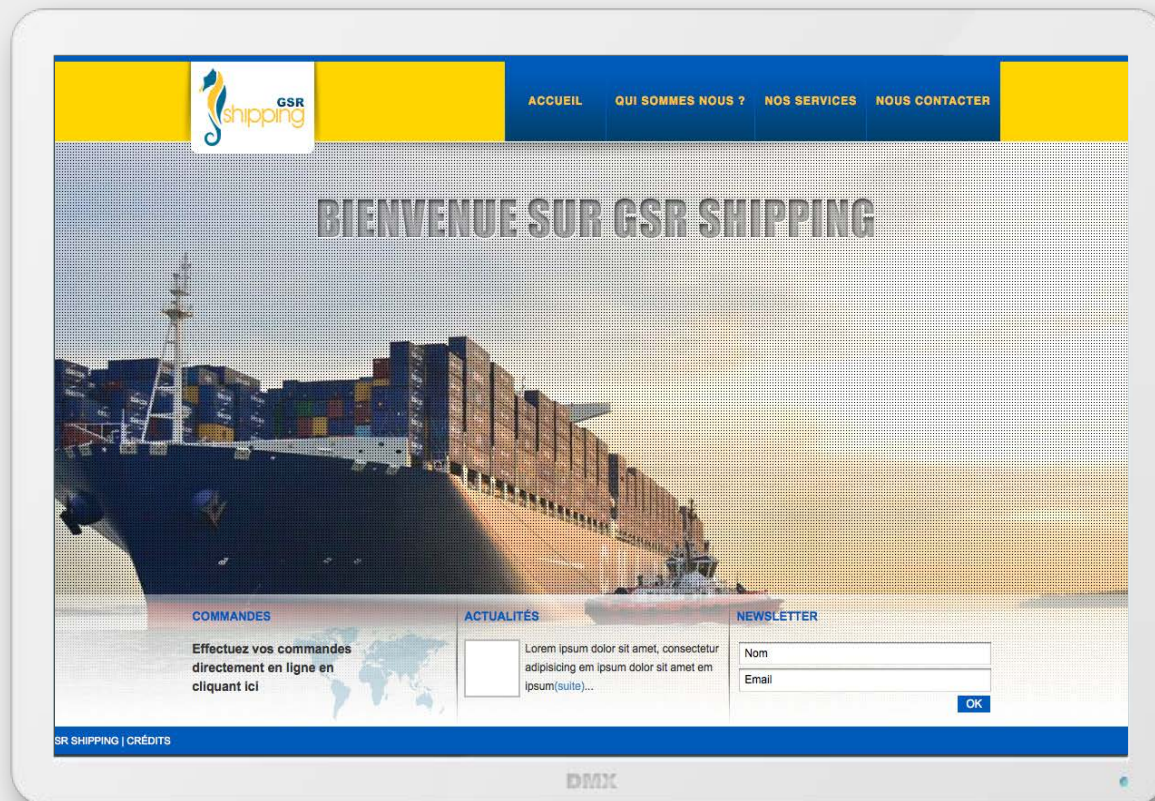 GSR
shipping
ACCUEIL QUI SOMMES NOUS ? NOS SERVICES NOUS CONTACTER
BIENVENUE SUR GSR SHIPPING
COMMANDES
Effectuez vos commandes
directement en ligne en
cliquant ici
ACTUALITÉS
Lorem ipsum dolor sit amet, consectetur
adipisicing em ipsum dolor sit amet em
ipsum(suite)...
NEWSLETTER
Nom
Email
OK
SR SHIPPING | CRÉDITS
DMX